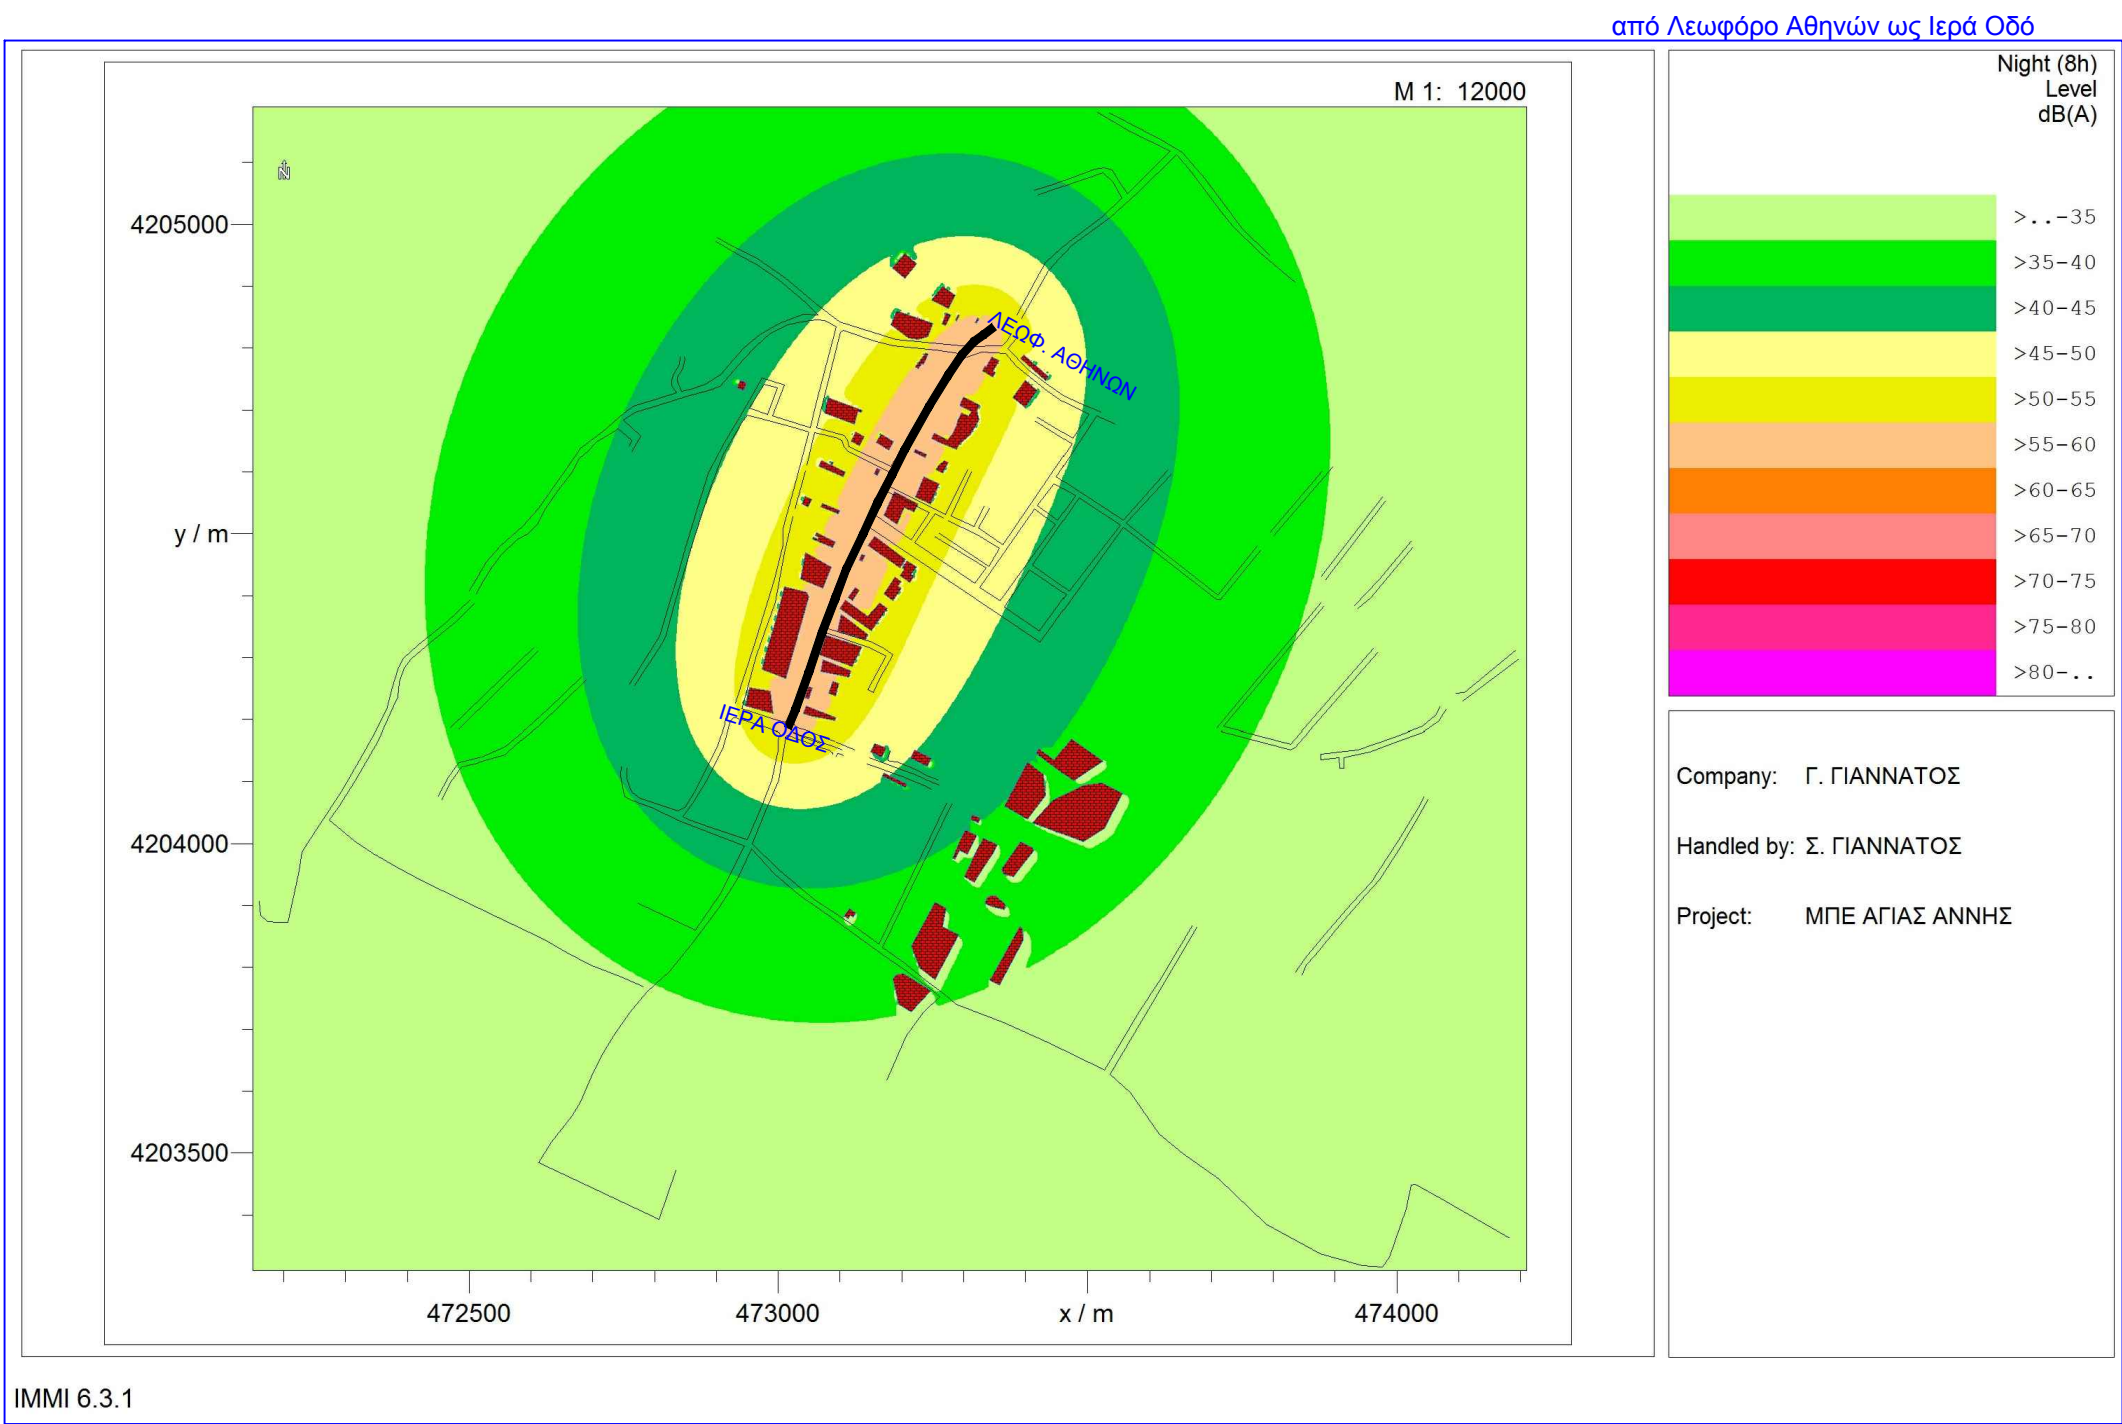 από Λεωφόρο Αθηνών ως Ιερά Οδό
M 1: 12000
Night (8h)
Level
dB(A)
>..-35
>35-40
>40-45
>45-50
>50-55
>55-60
>60-65
>65-70
>70-75
>75-80
>80-..
N
4205000
y / m
4204000
4203500
472500
473000
x / m
474000
ΛΕΩΦ. ΑΘΗΝΩΝ
ΙΕΡΑ ΟΔΟΣ
Company: Γ. ΓΙΑΝΝΑΤΟΣ
Handled by: Σ. ΓΙΑΝΝΑΤΟΣ
Project: ΜΠΕ ΑΓΙΑΣ ΑΝΝΗΣ
IMMI 6.3.1